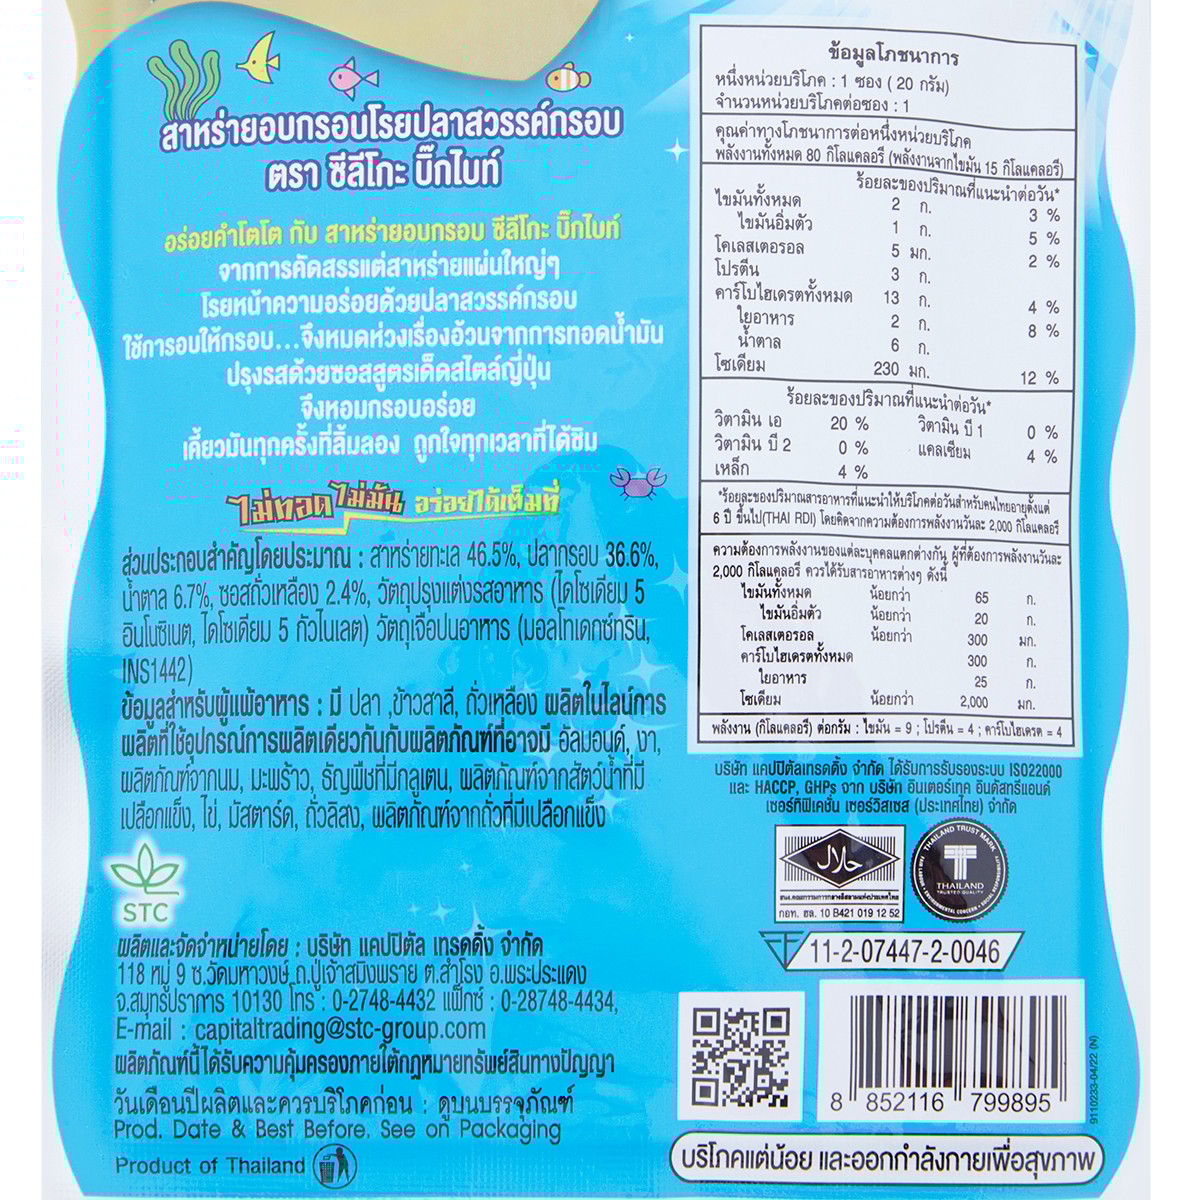 สาหร่ายอบกรอบโรยปลาสวรรค์กรอบ
ตรา ซีลีโกะ บิ๊กไบท์
อร่อยคำโตโต กับ สาหร่ายอบกรอบ ซีลีโกะ บิ๊กไบท์
จากการคัดสรรแต่สาหร่ายแผ่นใหญ่ๆ
โรยหน้าความอร่อยด้วยปลาสวรรค์กรอบ
ใช้การอบให้กรอบ...จึงหมดห่วงเรื่องอ้วนจากการทอดน้ำมัน
ปรุงรสด้วยซอสสูตรเด็ดสไตล์ญี่ปุ่น
จึงหอมกรอบอร่อย
เคี้ยวมันทุกครั้งที่ลิ้มลอง ถูกใจทุกเวลาที่ได้ชิม
ไม่ทอด ไม่มัน อร่อยได้เต็มที่
ส่วนประกอบสำคัญโดยประมาณ : สาหร่ายทะเล 46.5%, ปลากรอบ 36.6%,
น้ำตาล 6.7%, ซอสถั่วเหลือง 2.4%, วัตถุปรุงแต่งรสอาหาร (ไดโซเดียม 5
อินโนซิเนต, ไดโซเดียม 5 กัวไนเลต) วัตถุเจือปนอาหาร (มอลโทเดกซ์ทริน,
INS1442)
ข้อมูลสำหรับผู้แพ้อาหาร : มี ปลา ,ข้าวสาลี, ถั่วเหลือง ผลิตในไลน์การ
ผลิตที่ใช้อุปกรณ์การผลิตเดียวกันกับผลิตภัณฑ์ที่อาจมี อัลมอนด์, งา,
ผลิตภัณฑ์จากนม, มะพร้าว, ธัญพืชที่มีกลูเตน, ผลิตภัณฑ์จากสัตว์น้ำที่มี
เปลือกแข็ง, ไข่, มัสตาร์ด, ถั่วลิสง, ผลิตภัณฑ์จากถั่วที่มีเปลือกแข็ง
STC
ผลิตและจัดจำหน่ายโดย : บริษัท แคปปิตัล เทรดดิ้ง จำกัด
118 หมู่ 9 ซ.วัดมหาวงษ์ ถ.ปู่เจ้าสมิงพราย ต.สำโรง อ.พระประแดง
จ.สมุทรปราการ 10130 โทร : 0-2748-4432 แฟ็กซ์ : 0-28748-4434,
E-mail : capitaltrading@stc-group.com
ผลิตภัณฑ์นี้ได้รับความคุ้มครองภายใต้กฎหมายทรัพย์สินทางปัญญา
วันเดือนปีผลิตและควรบริโภคก่อน : ดูบนบรรจุภัณฑ์
Prod. Date & Best Before. See on Packaging
Product of Thailand
ข้อมูลโภชนาการ
หนึ่งหน่วยบริโภค : 1 ซอง ( 20 กรัม)
จำนวนหน่วยบริโภคต่อซอง : 1
คุณค่าทางโภชนาการต่อหนึ่งหน่วยบริโภค
พลังงานทั้งหมด 80 กิโลแคลอรี (พลังงานจากไขมัน 15 กิโลแคลอรี)
ร้อยละของปริมาณที่แนะนำต่อวัน*
ไขมันทั้งหมด 2 ก. 3 %
ไขมันอิ่มตัว 1 ก. 5 %
โคเลสเตอรอล 5 มก. 2 %
โปรตีน 3 ก.
คาร์โบไฮเดรตทั้งหมด 13 ก. 4 %
ใยอาหาร 2 ก. 8 %
น้ำตาล 6 ก.
โซเดียม 230 มก. 12 %
ร้อยละของปริมาณที่แนะนำต่อวัน*
วิตามิน เอ 20 % วิตามิน บี 1 0 %
วิตามิน บี 2 0 % แคลเซียม 4 %
เหล็ก 4 %
*ร้อยละของปริมาณสารอาหารที่แนะนำให้บริโภคต่อวันสำหรับคนไทยอายุตั้งแต่
6 ปี ขึ้นไป(THAI RDI) โดยคิดจากความต้องการพลังงานวันละ 2,000 กิโลแคลอรี
ความต้องการพลังงานของแต่ละบุคคลแตกต่างกัน ผู้ที่ต้องการพลังงานวันละ
2,000 กิโลแคลอรี ควรได้รับสารอาหารต่างๆ ดังนี้
ไขมันทั้งหมด น้อยกว่า 65 ก.
ไขมันอิ่มตัว น้อยกว่า 20 ก.
โคเลสเตอรอล น้อยกว่า 300 มก.
คาร์โบไฮเดรตทั้งหมด 300 ก.
ใยอาหาร 25 ก.
โซเดียม น้อยกว่า 2,000 มก.
พลังงาน (กิโลแคลอรี) ต่อกรัม : ไขมัน = 9 ; โปรตีน = 4 ; คาร์โบไฮเดรต = 4
บริษัท แคปปิตัลเทรดดิ้ง จำกัด ได้รับการรับรองระบบ ISO22000
และ HACCP, GHPs จาก บริษัท อินเตอร์เทค อินดัสทรีแอนด์
เซอร์ทิฟิเคชั่น เซอร์วิสเซส (ประเทศไทย) จำกัด
حلال
สนง.คณะกรรมการกลางอิสลามแห่งประเทศไทย
กอท. ฮล. 10 B421 019 12 52
THAILAND TRUST MARK
THAILAND
TRUSTED QUALITY
11-2-07447-2-0046
8 852116 799895
9110233-04/22 (N)
บริโภคแต่น้อย และออกกำลังกายเพื่อสุขภาพ